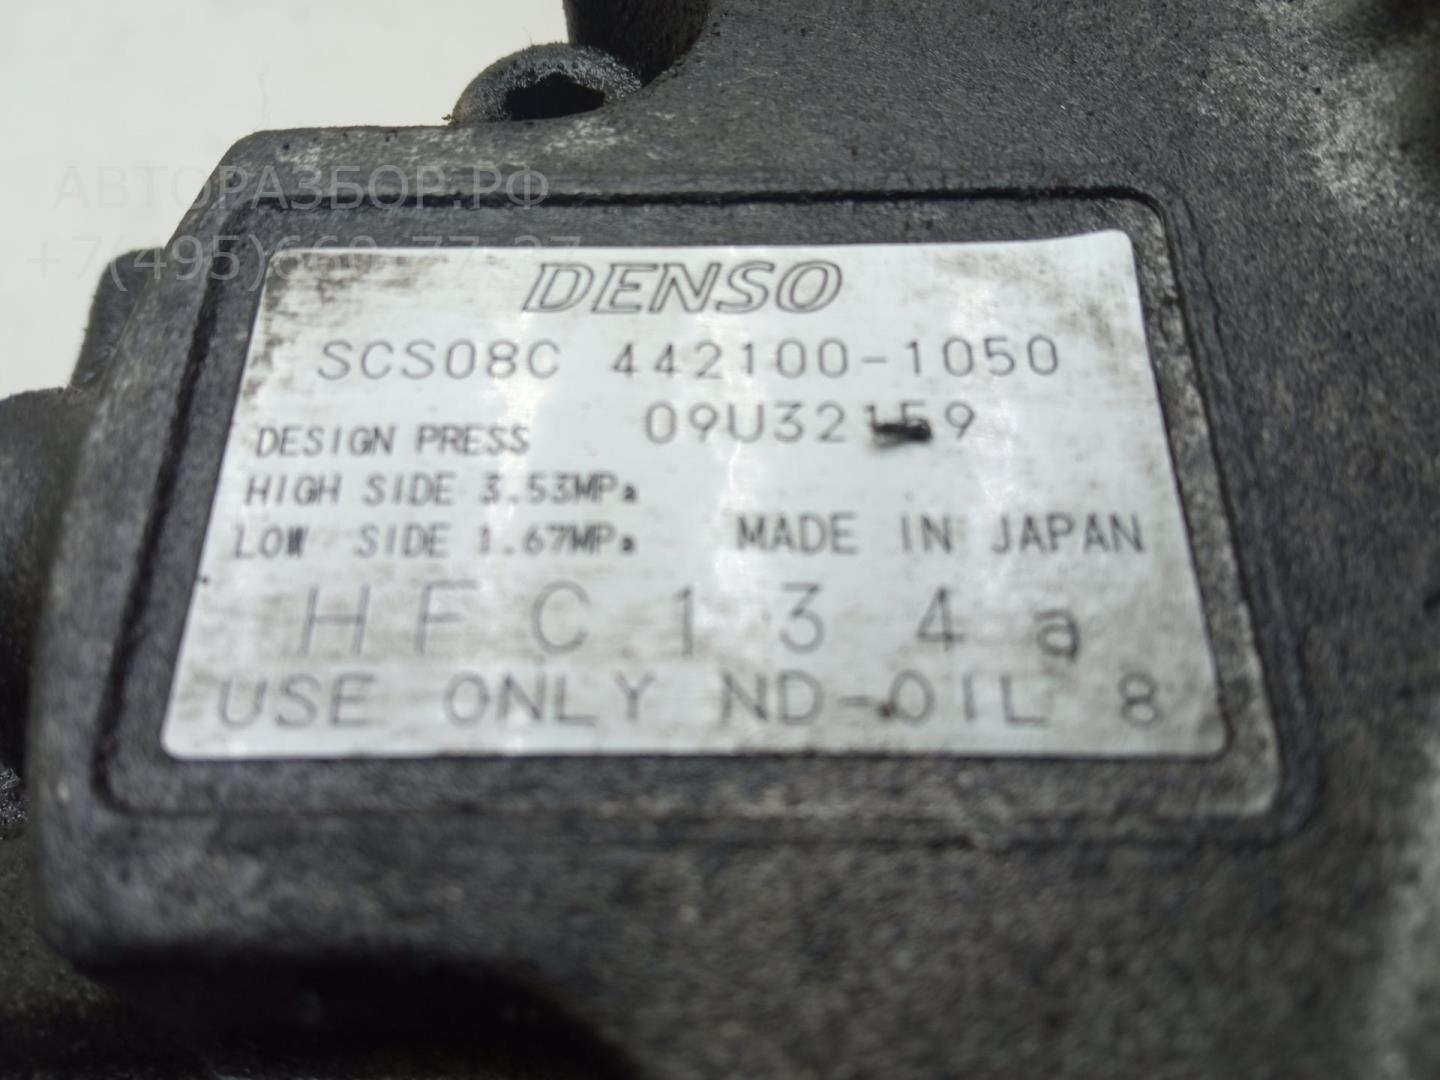 АВТОРАЗБОР.РФ
DENSO
SCS08C 442100-1050
DESIGN PRESS
HIGH SIDE 3.53MPa
LOW SIDE 1.67MPa
MADE IN JAPAN
HFC134a
USE ONLY ND-OIL 8